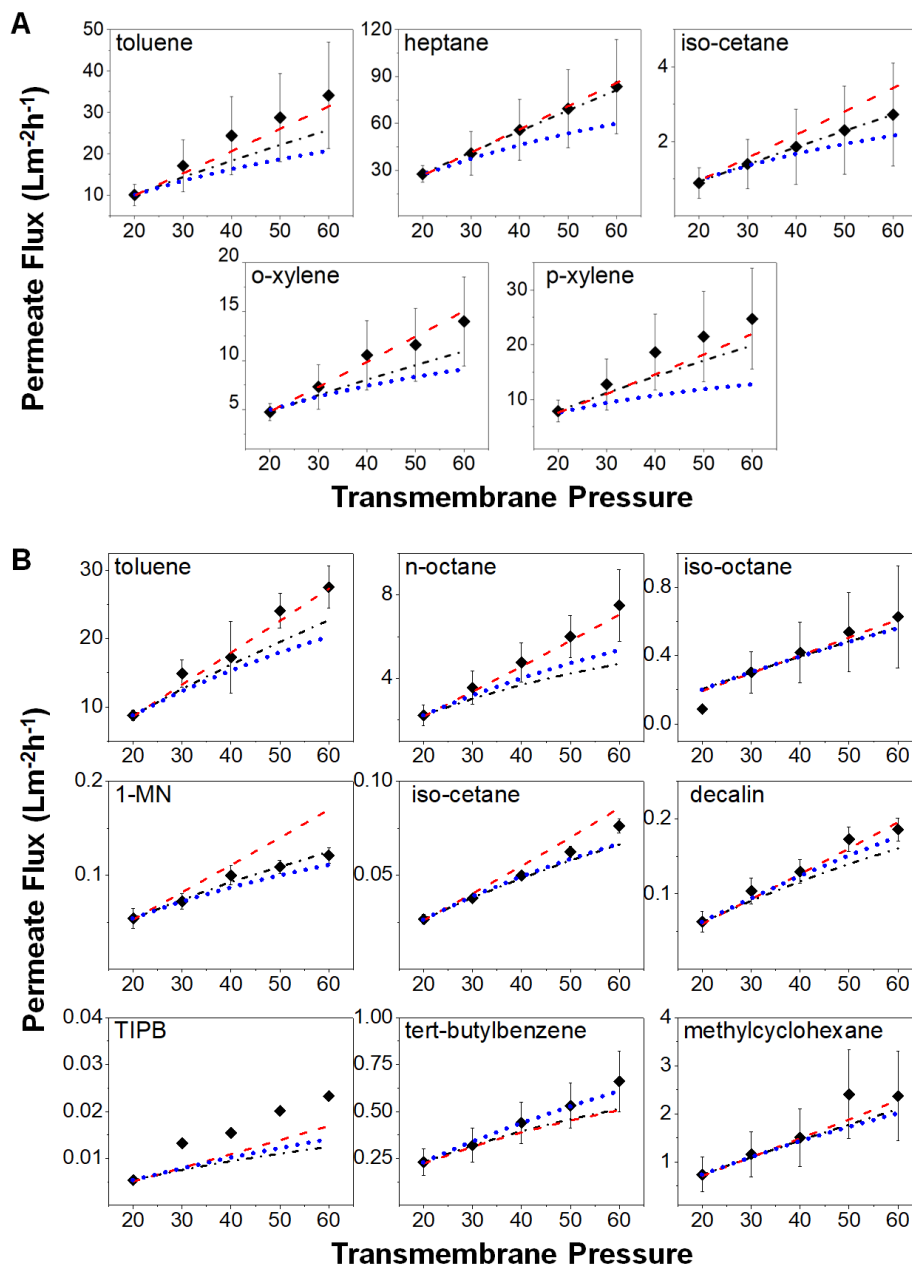 A
toluene
heptane
iso-cetane
50
40
30
20
10
120
90
60
30
4
2
20 30 40 50 60
20 30 40 50 60
20 30 40 50 60
Permeate Flux (Lm⁻²h⁻¹)
o-xylene
p-xylene
20
15
10
5
30
20
10
20 30 40 50 60
20 30 40 50 60
Transmembrane Pressure
B
toluene
n-octane
iso-octane
30
20
10
8
4
0.8
0.4
0.0
20 30 40 50 60
20 30 40 50 60
20 30 40 50 60
Permeate Flux (Lm⁻²h⁻¹)
1-MN
iso-cetane
decalin
0.2
0.1
0.10
0.05
0.00
0.2
0.1
20 30 40 50 60
20 30 40 50 60
20 30 40 50 60
TIPB
tert-butylbenzene
methylcyclohexane
0.04
0.03
0.02
0.01
1.00
0.75
0.50
0.25
4
3
2
1
20 30 40 50 60
20 30 40 50 60
20 30 40 50 60
Transmembrane Pressure